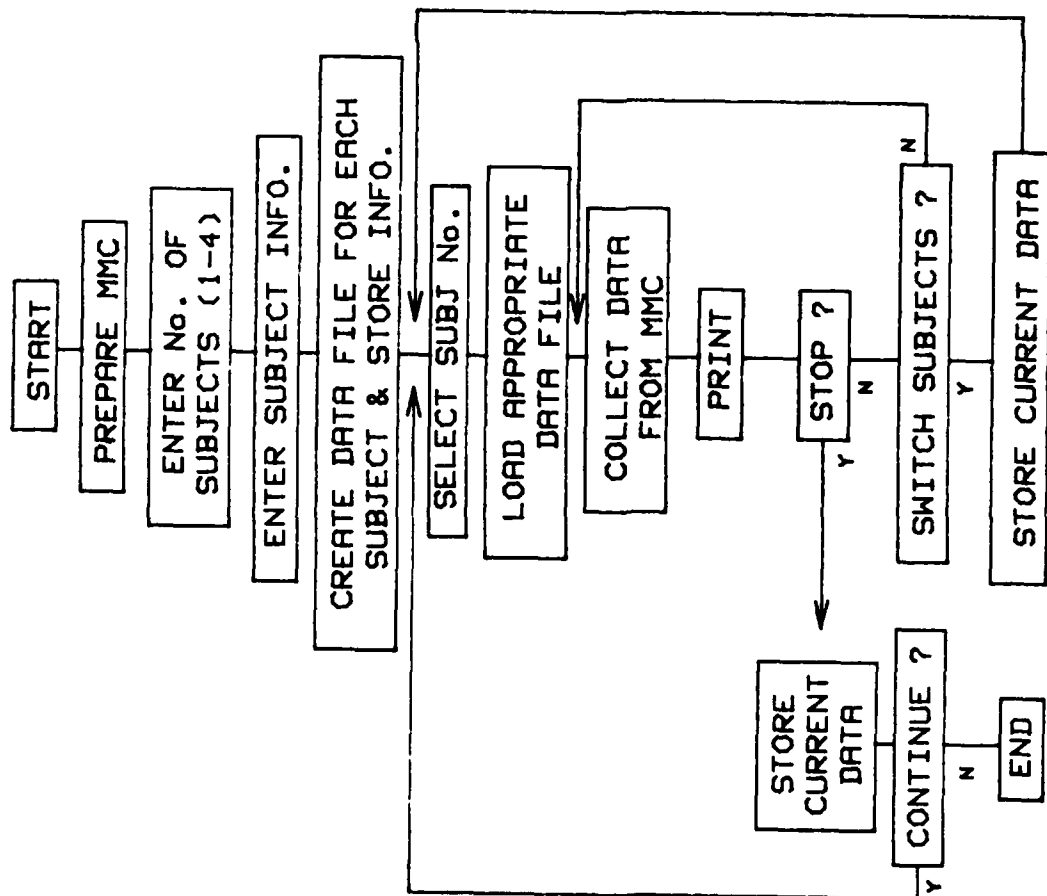 START
PREPARE MMC
ENTER No. OF
SUBJECTS (1-4)
ENTER SUBJECT INFO.
CREATE DATA FILE FOR EACH
SUBJECT & STORE INFO.
SELECT SUBJ No.
LOAD APPROPRIATE
DATA FILE
COLLECT DATA
FROM MMC
PRINT
STOP ?
Y
N
SWITCH SUBJECTS ?
N
Y
STORE CURRENT DATA
STORE
CURRENT
DATA
CONTINUE ?
Y
N
END